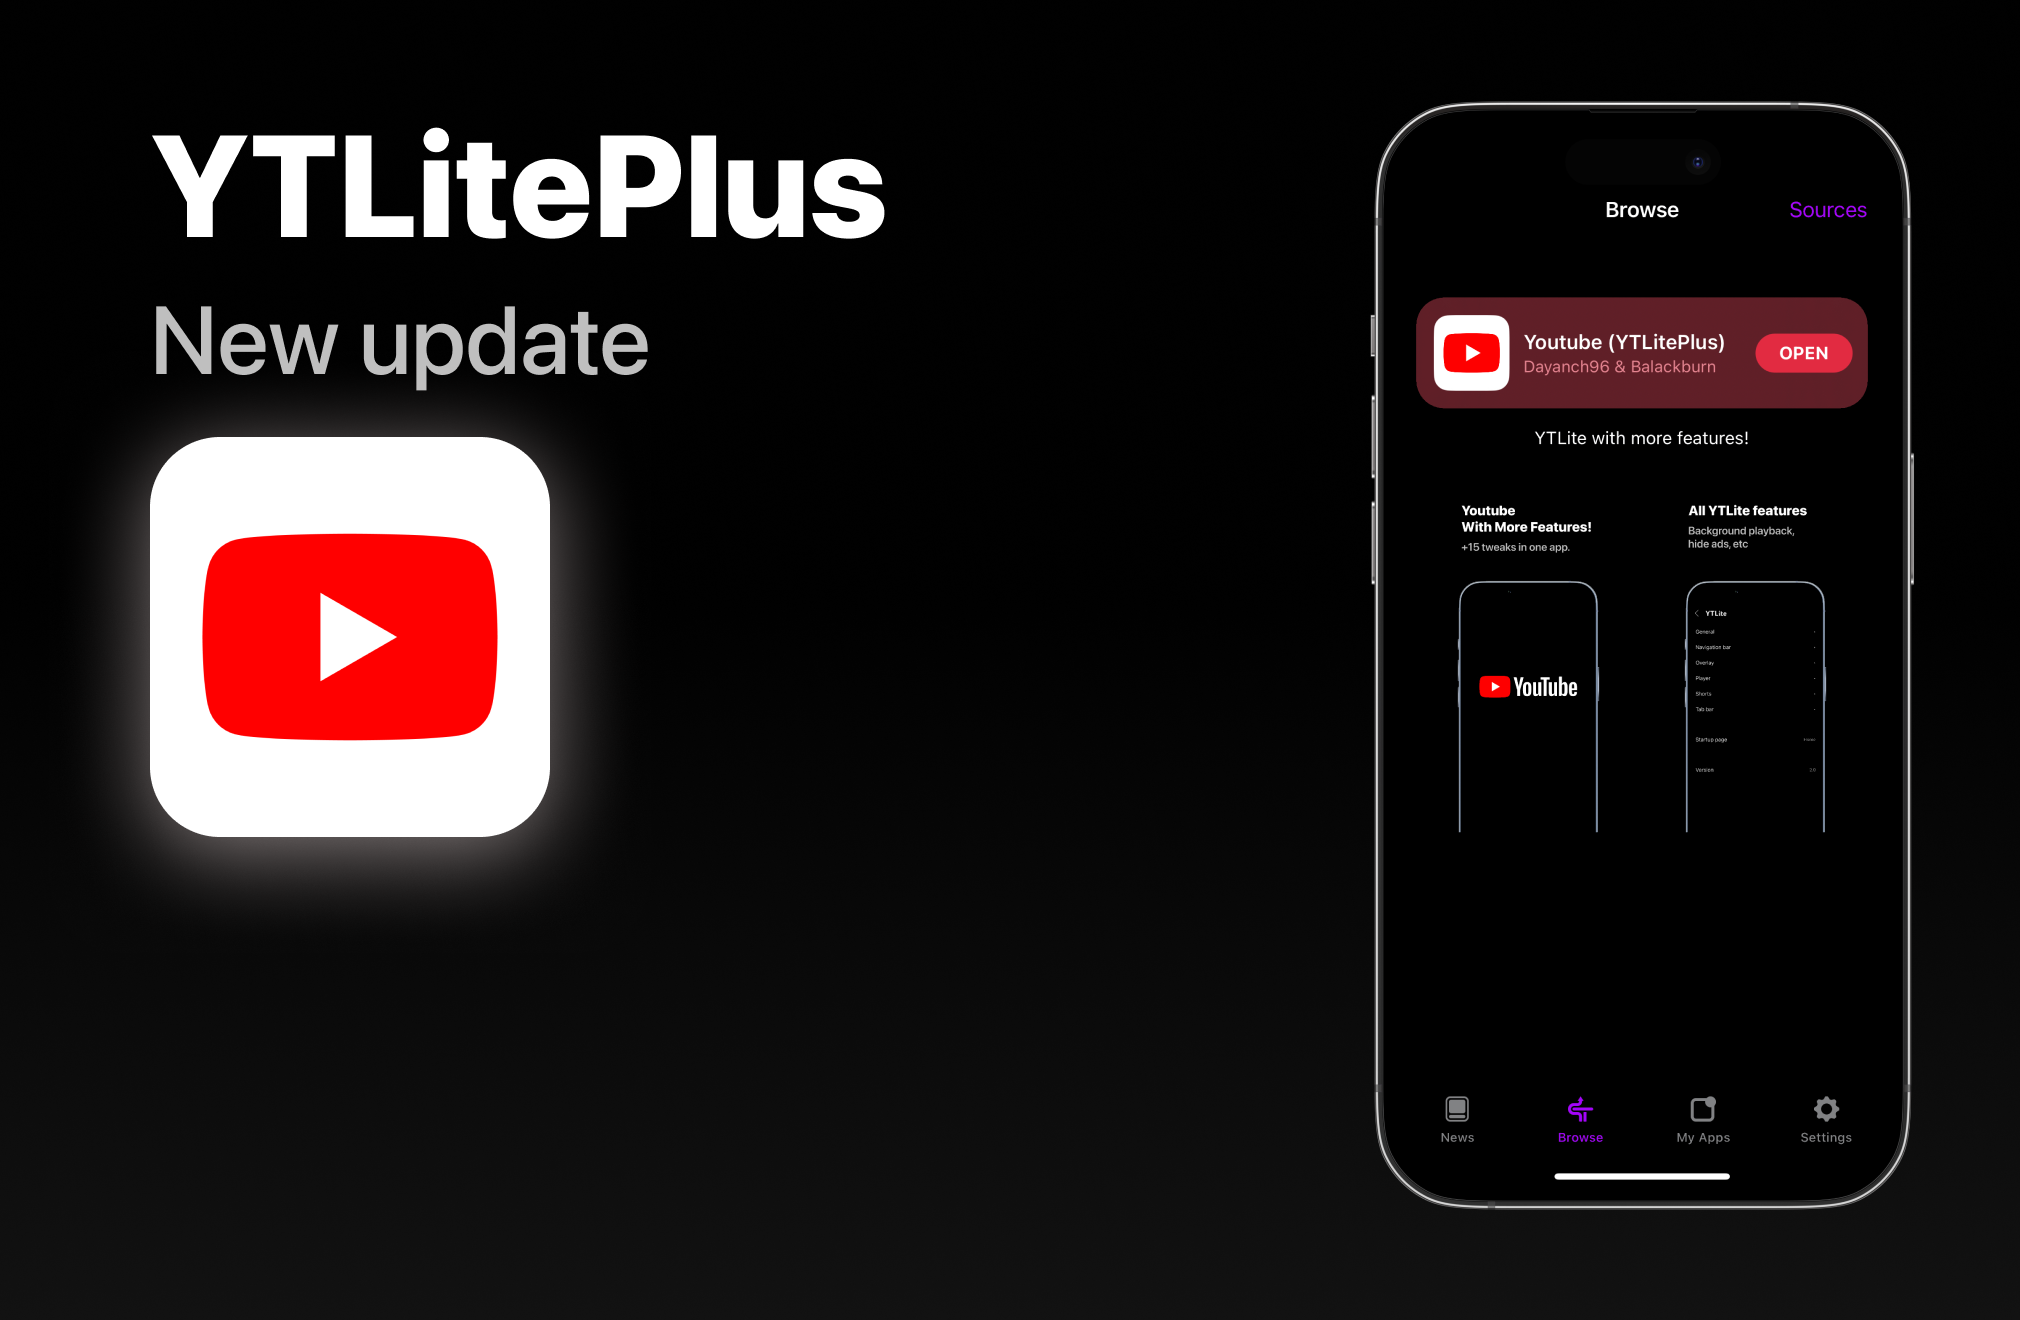 YTLitePlus
New update
Browse
Sources
Youtube (YTLitePlus)
Dayanch96 & Balackburn
OPEN
YTLite with more features!
Youtube
With More Features!
+15 tweaks in one app.
YouTube
All YTLite features
Background playback,
hide ads, etc
YTLite
General
Navigation bar
Overlay
Player
Shorts
Tab bar
Startup page
Version
News
Browse
My Apps
Settings